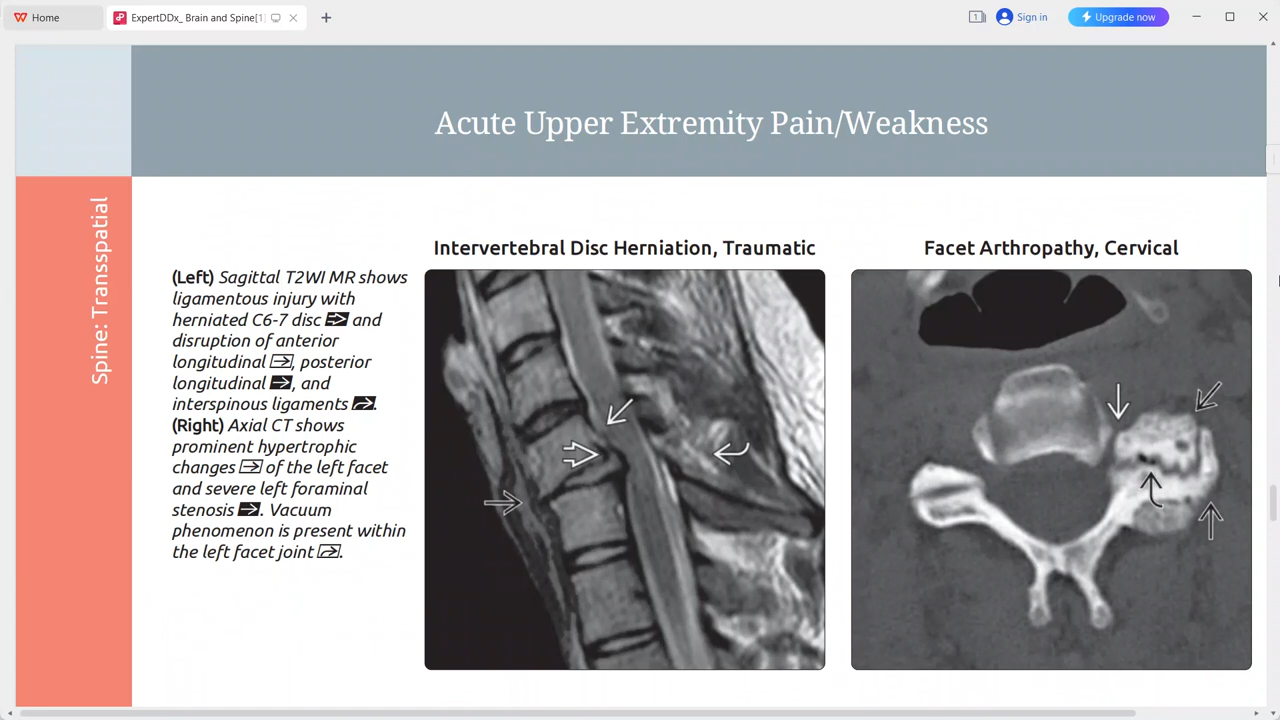 Home
ExpertDDx_ Brain and Spine[1]
1
Sign in
Upgrade now
Acute Upper Extremity Pain/Weakness
Spine: Transspatial
Intervertebral Disc Herniation, Traumatic
Facet Arthropathy, Cervical
(Left) Sagittal T2WI MR shows
ligamentous injury with
herniated C6-7 disc and
disruption of anterior
longitudinal , posterior
longitudinal , and
interspinous ligaments .
(Right) Axial CT shows
prominent hypertrophic
changes of the left facet
and severe left foraminal
stenosis . Vacuum
phenomenon is present within
the left facet joint .